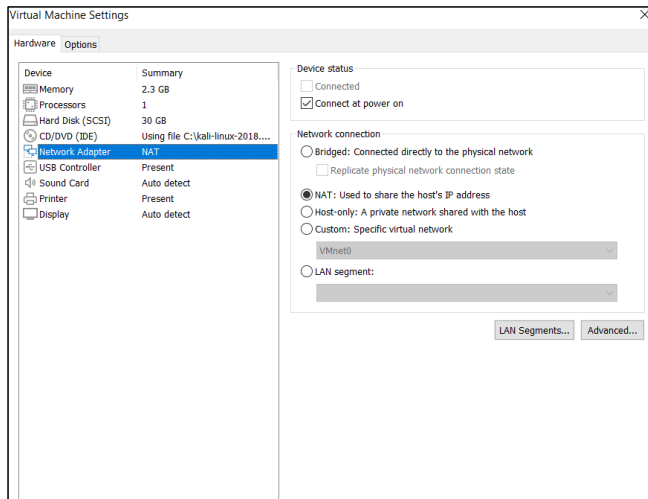 Virtual Machine Settings
Hardware Options
Device Summary
Memory 2.3 GB
Processors 1
Hard Disk (SCSI) 30 GB
CD/DVD (IDE) Using file C:\kali-linux-2018....
Network Adapter NAT
USB Controller Present
Sound Card Auto detect
Printer Present
Display Auto detect
Device status
Connected
Connect at power on
Network connection
Bridged: Connected directly to the physical network
Replicate physical network connection state
NAT: Used to share the host's IP address
Host-only: A private network shared with the host
Custom: Specific virtual network
VMnet0
LAN segment:
LAN Segments... Advanced...